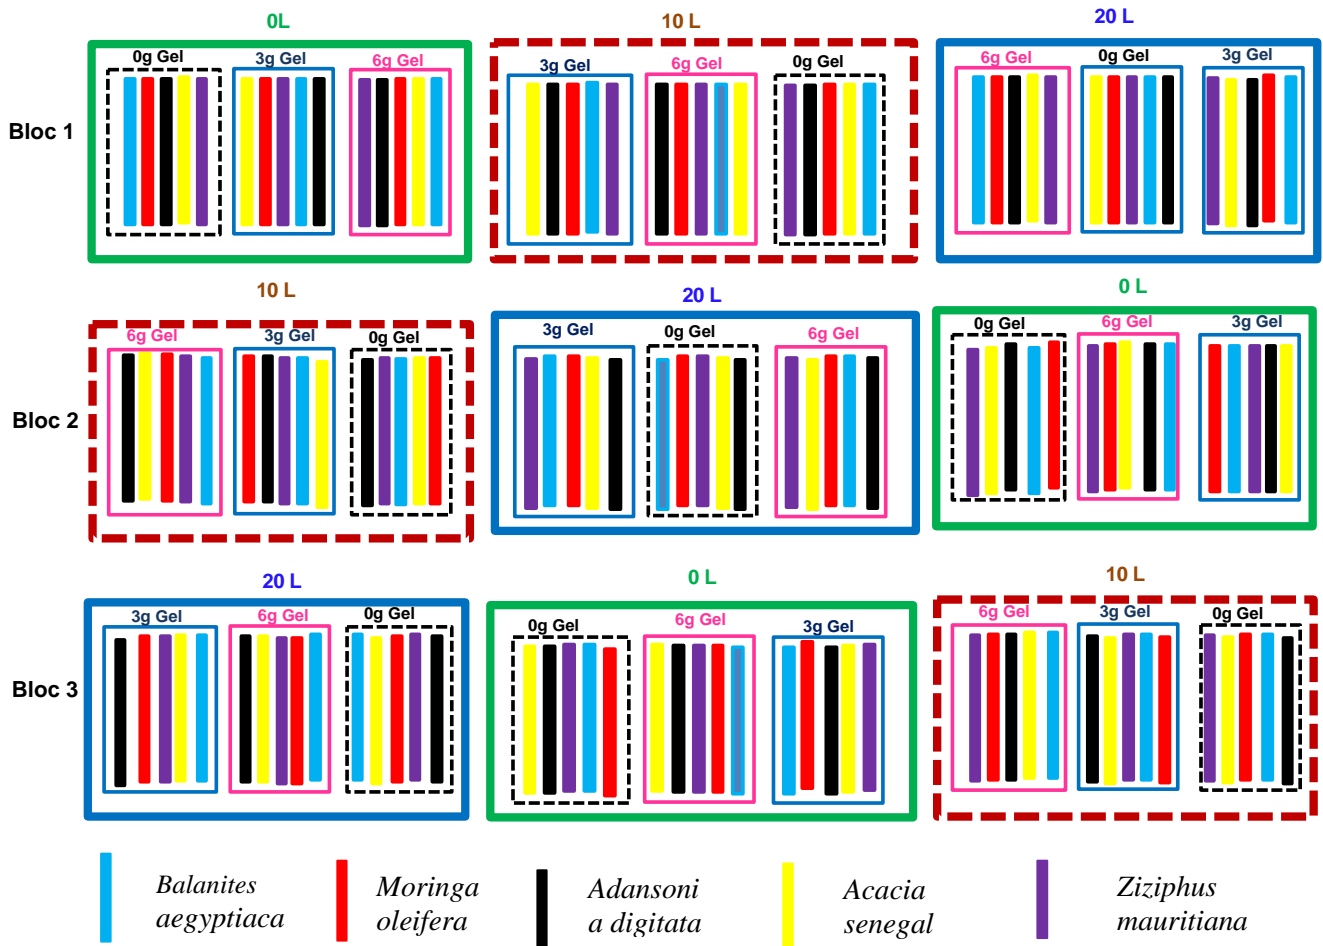 0L
10 L
20 L
0g Gel
3g Gel
6g Gel
3g Gel
6g Gel
0g Gel
6g Gel
0g Gel
3g Gel
Bloc 1
10 L
20 L
0 L
6g Gel
3g Gel
0g Gel
3g Gel
0g Gel
6g Gel
0g Gel
6g Gel
3g Gel
Bloc 2
20 L
0 L
10 L
3g Gel
6g Gel
0g Gel
0g Gel
6g Gel
3g Gel
6g Gel
3g Gel
0g Gel
Bloc 3
Balanites
aegyptiaca
Moringa
oleifera
Adansoni
a digitata
Acacia
senegal
Ziziphus
mauritiana